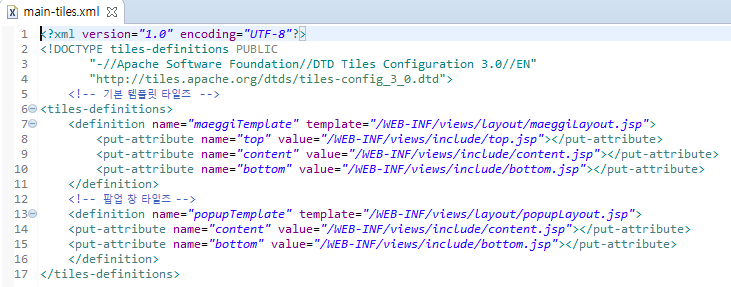 main-tiles.xml
1 <?xml version="1.0" encoding="UTF-8"?>
2 <!DOCTYPE tiles-definitions PUBLIC
3 "-//Apache Software Foundation//DTD Tiles Configuration 3.0//EN"
4 "http://tiles.apache.org/dtds/tiles-config_3_0.dtd">
5 <!-- 기본 템플릿 타일즈 -->
6 <tiles-definitions>
7 <definition name="maeggiTemplate" template="/WEB-INF/views/layout/maeggiLayout.jsp">
8 <put-attribute name="top" value="/WEB-INF/views/include/top.jsp"></put-attribute>
9 <put-attribute name="content" value="/WEB-INF/views/include/content.jsp"></put-attribute>
10 <put-attribute name="bottom" value="/WEB-INF/views/include/bottom.jsp"></put-attribute>
11 </definition>
12 <!-- 팝업 창 타일즈 -->
13 <definition name="popupTemplate" template="/WEB-INF/views/layout/popupLayout.jsp">
14 <put-attribute name="content" value="/WEB-INF/views/include/content.jsp"></put-attribute>
15 <put-attribute name="bottom" value="/WEB-INF/views/include/bottom.jsp"></put-attribute>
16 </definition>
17 </tiles-definitions>